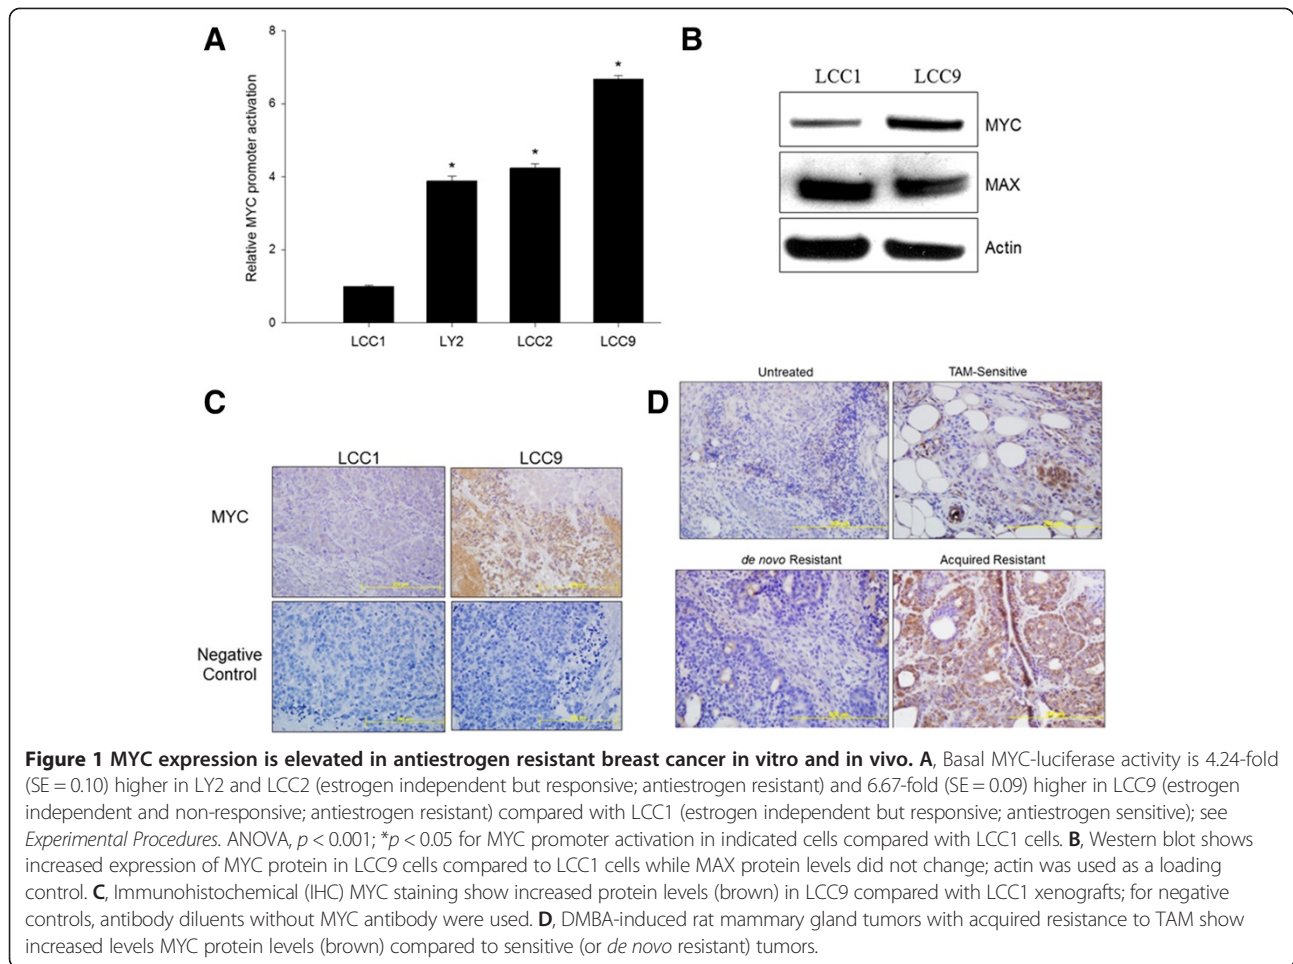 A
8
6
4
2
0
Relative MYC promoter activation
*
*
*
LCC1 LY2 LCC2 LCC9
B
LCC1 LCC9
MYC
MAX
Actin
C
LCC1 LCC9
MYC
Negative
Control
D
Untreated TAM-Sensitive
de novo Resistant Acquired Resistant
Figure 1 MYC expression is elevated in antiestrogen resistant breast cancer in vitro and in vivo. A, Basal MYC-luciferase activity is 4.24-fold
(SE = 0.10) higher in LY2 and LCC2 (estrogen independent but responsive; antiestrogen resistant) and 6.67-fold (SE = 0.09) higher in LCC9 (estrogen
independent and non-responsive; antiestrogen resistant) compared with LCC1 (estrogen independent but responsive; antiestrogen sensitive); see
Experimental Procedures. ANOVA, p < 0.001; *p < 0.05 for MYC promoter activation in indicated cells compared with LCC1 cells. B, Western blot shows
increased expression of MYC protein in LCC9 cells compared to LCC1 cells while MAX protein levels did not change; actin was used as a loading
control. C, Immunohistochemical (IHC) MYC staining show increased protein levels (brown) in LCC9 compared with LCC1 xenografts; for negative
controls, antibody diluents without MYC antibody were used. D, DMBA-induced rat mammary gland tumors with acquired resistance to TAM show
increased levels MYC protein levels (brown) compared to sensitive (or de novo resistant) tumors.